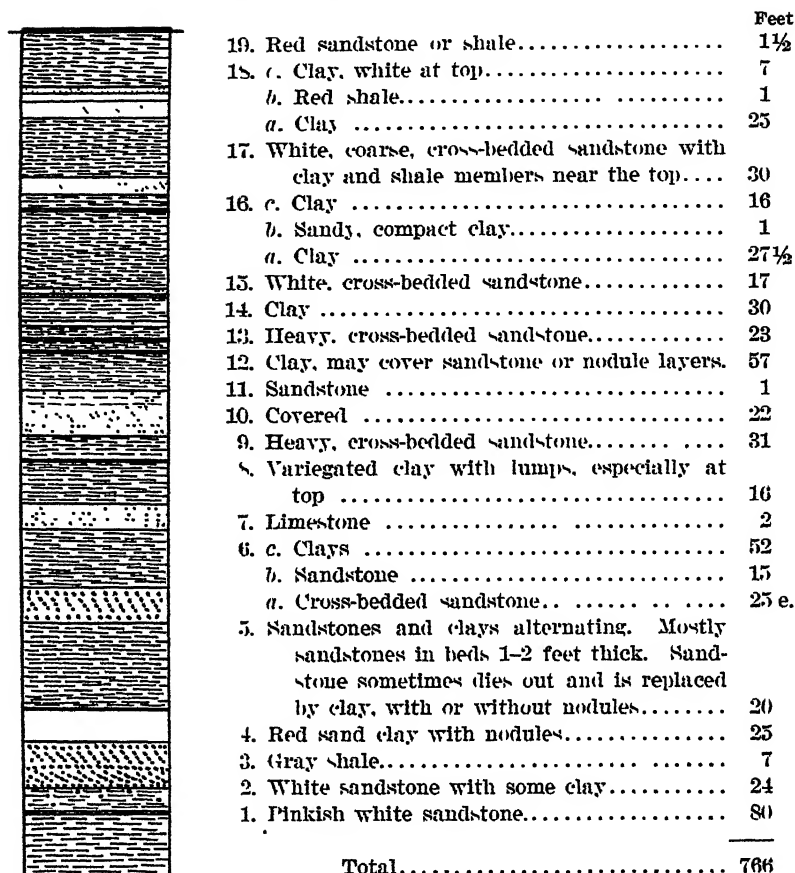 Feet
19. Red sandstone or shale.................... 1½
18. c. Clay, white at top..................... 7
b. Red shale................. ............ 1
a. Clay .................................. 25
17. White, coarse, cross-bedded sandstone with
clay and shale members near the top.... 30
16. c. Clay .................................. 16
b. Sandy, compact clay.................... 1
a. Clay .................................. 27½
15. White, cross-bedded sandstone............. 17
14. Clay ..................................... 30
13. Heavy, cross-bedded sandstone............. 23
12. Clay, may cover sandstone or nodule layers. 57
11. Sandstone ................................ 1
10. Covered .................................. 22
9. Heavy, cross-bedded sandstone........ .... 31
8. Variegated clay with lumps, especially at
top .................................... 16
7. Limestone ................................ 2
6. c. Clays ................................. 52
b. Sandstone ............................. 15
a. Cross-bedded sandstone.. ...... .. .... 25 e.
5. Sandstones and clays alternating. Mostly
sandstones in beds 1–2 feet thick. Sand-
stone sometimes dies out and is replaced
by clay, with or without nodules........ 20
4. Red sand clay with nodules................ 25
3. Gray shale................. .............. 7
2. White sandstone with some clay............ 24
1. Pinkish white sandstone................... 80
Total.............................. 766